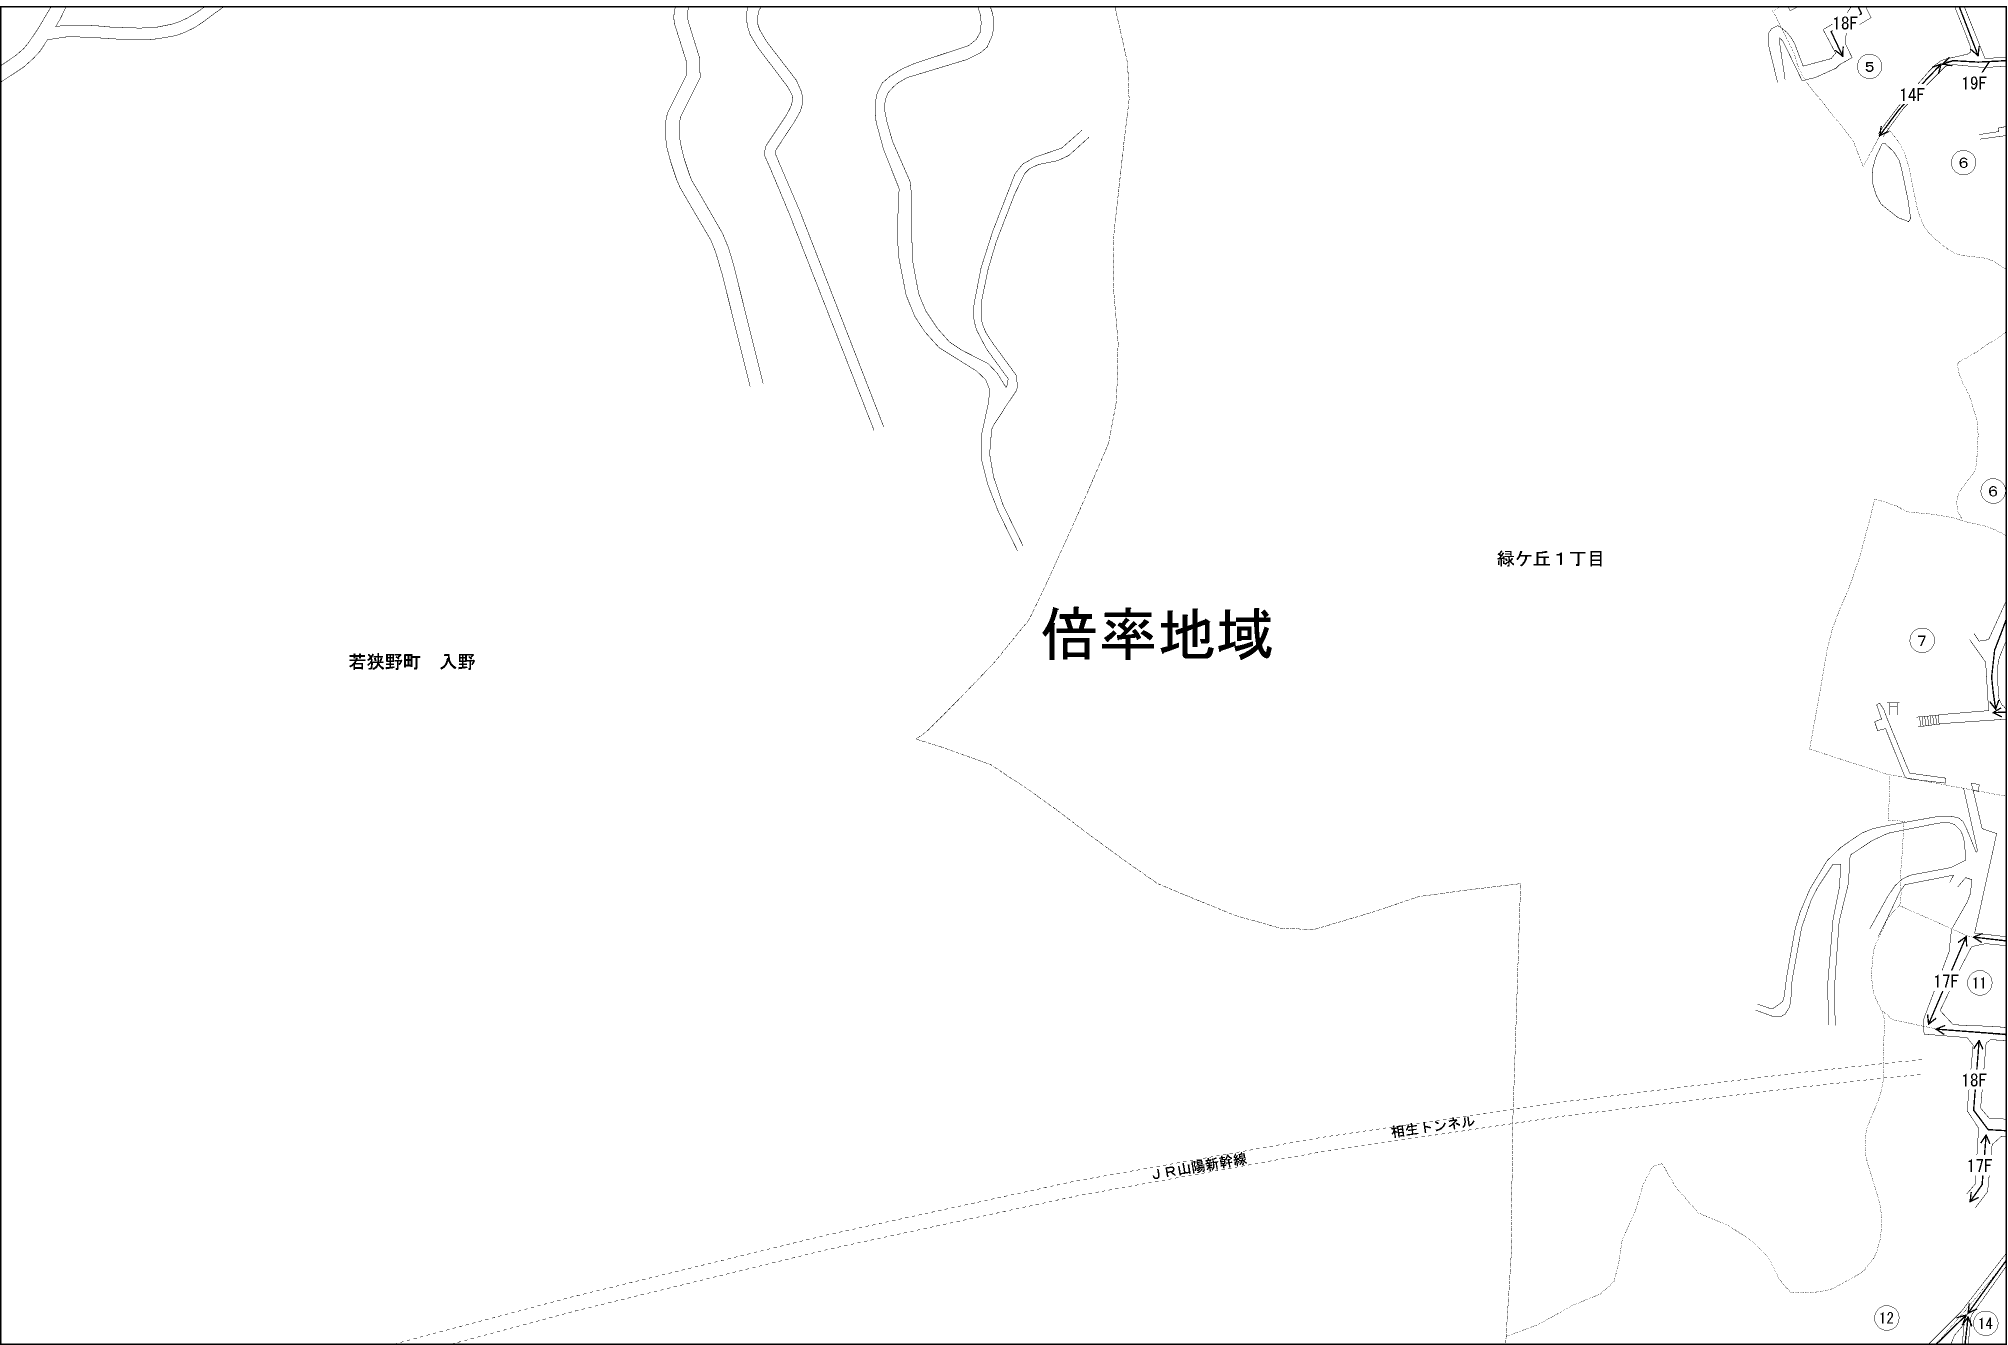 18F
⑤
19F
14F
⑥
⑥
緑ケ丘1丁目
倍率地域
⑦
若狭野町 入野
17F
⑪
18F
相生トンネル
JR山陽新幹線
17F
⑫
⑭